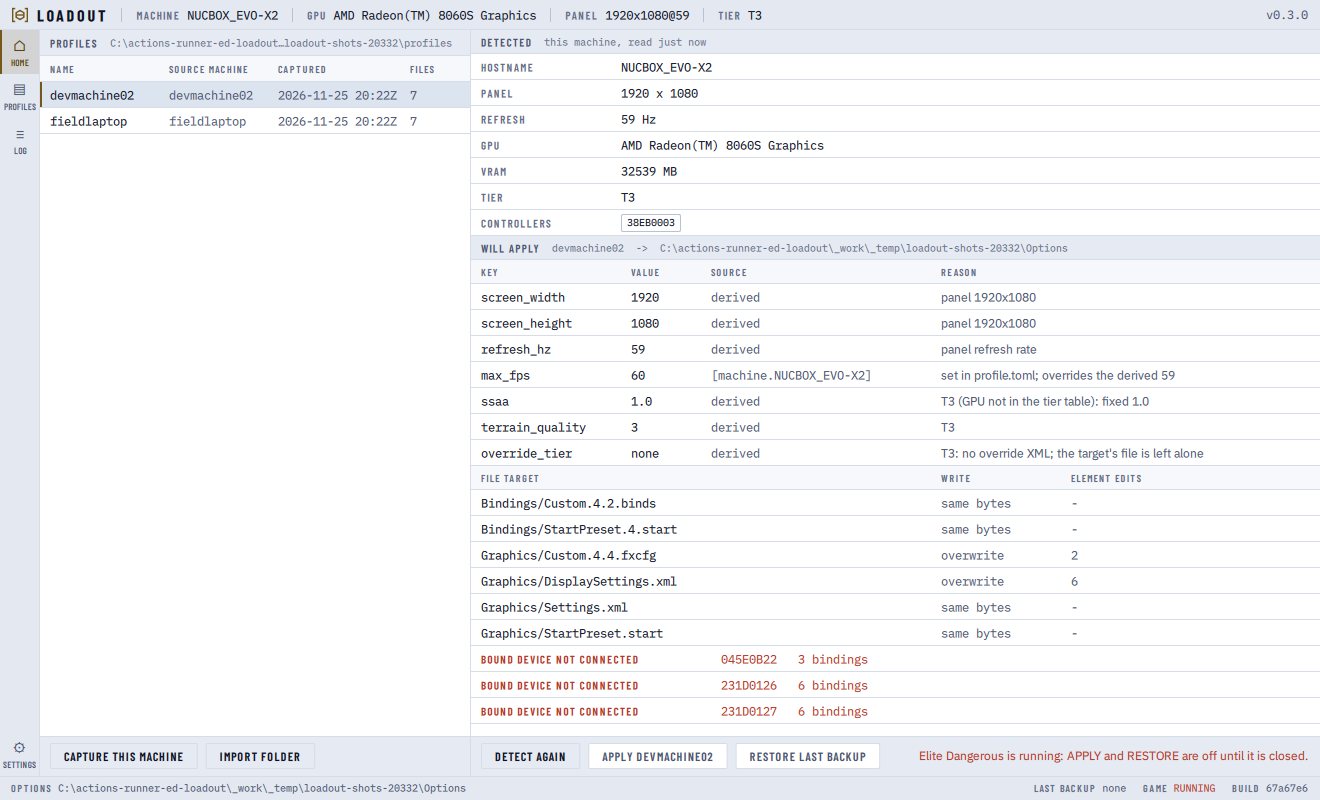 LOADOUT MACHINE NUCBOX_EVO-X2 GPU AMD Radeon(TM) 8060S Graphics PANEL 1920x1080@59 TIER T3 v0.3.0
HOME
PROFILES
LOG
SETTINGS
PROFILES C:\actions-runner-ed-loadout…loadout-shots-20332\profiles
NAME SOURCE MACHINE CAPTURED FILES
devmachine02 devmachine02 2026-11-25 20:22Z 7
fieldlaptop fieldlaptop 2026-11-25 20:22Z 7
CAPTURE THIS MACHINE IMPORT FOLDER
DETECTED this machine, read just now
HOSTNAME NUCBOX_EVO-X2
PANEL 1920 x 1080
REFRESH 59 Hz
GPU AMD Radeon(TM) 8060S Graphics
VRAM 32539 MB
TIER T3
CONTROLLERS 38EB0003
WILL APPLY devmachine02 -> C:\actions-runner-ed-loadout\_work\_temp\loadout-shots-20332\Options
KEY VALUE SOURCE REASON
screen_width 1920 derived panel 1920x1080
screen_height 1080 derived panel 1920x1080
refresh_hz 59 derived panel refresh rate
max_fps 60 [machine.NUCBOX_EVO-X2] set in profile.toml; overrides the derived 59
ssaa 1.0 derived T3 (GPU not in the tier table): fixed 1.0
terrain_quality 3 derived T3
override_tier none derived T3: no override XML; the target's file is left alone
FILE TARGET WRITE ELEMENT EDITS
Bindings/Custom.4.2.binds same bytes -
Bindings/StartPreset.4.start same bytes -
Graphics/Custom.4.4.fxcfg overwrite 2
Graphics/DisplaySettings.xml overwrite 6
Graphics/Settings.xml same bytes -
Graphics/StartPreset.start same bytes -
BOUND DEVICE NOT CONNECTED 045E0B22 3 bindings
BOUND DEVICE NOT CONNECTED 231D0126 6 bindings
BOUND DEVICE NOT CONNECTED 231D0127 6 bindings
DETECT AGAIN APPLY DEVMACHINE02 RESTORE LAST BACKUP Elite Dangerous is running: APPLY and RESTORE are off until it is closed.
OPTIONS C:\actions-runner-ed-loadout\_work\_temp\loadout-shots-20332\Options LAST BACKUP none GAME RUNNING BUILD 67a67e6